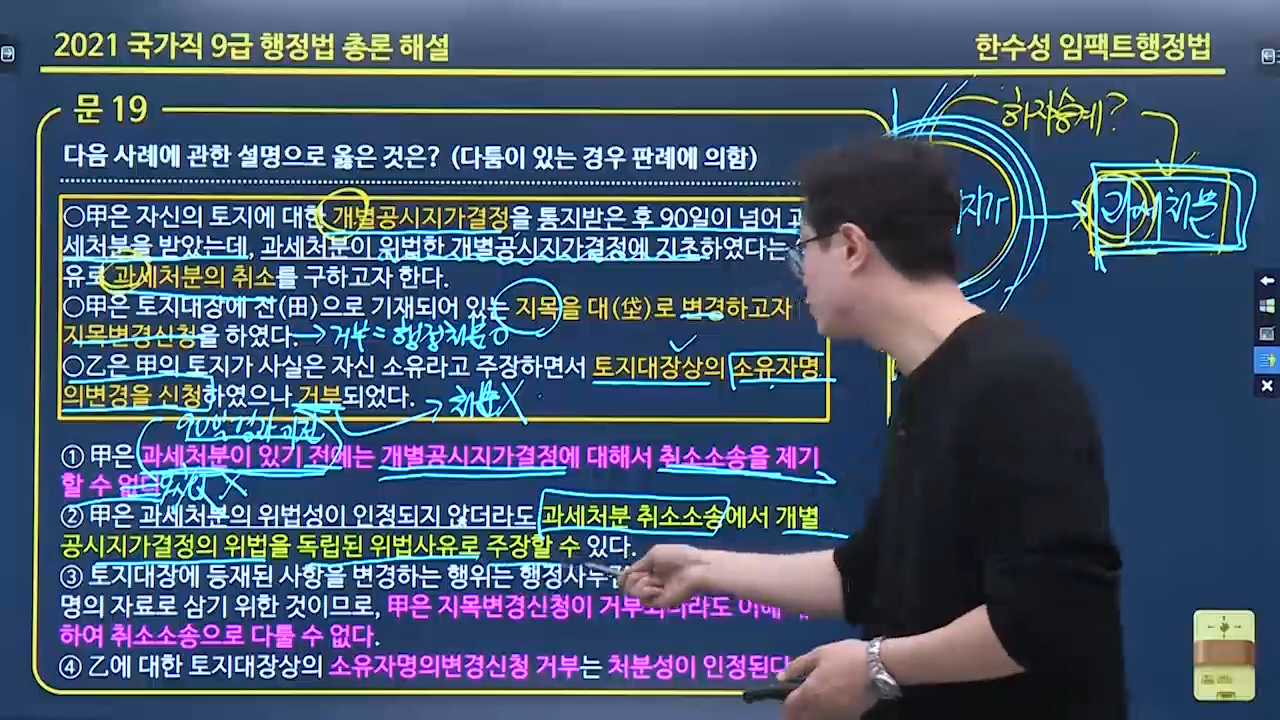 2021 국가직 9급 행정법 총론 해설
한수성 임팩트행정법
문 19
하자승계?
다음 사례에 관한 설명으로 옳은 것은? (다툼이 있는 경우 판례에 의함)
○甲은 자신의 토지에 대한 개별공시지가결정을 통지받은 후 90일이 넘어 과
세처분을 받았는데, 과세처분이 위법한 개별공시지가결정에 기초하였다는
유로 과세처분의 취소를 구하고자 한다.
지가
과세처분
○甲은 토지대장에 전(田)으로 기재되어 있는 지목을 대(垈)로 변경하고자
지목변경신청을 하였다. → 거부 = 행정처분 O
○乙은 甲의 토지가 사실은 자신 소유라고 주장하면서 토지대장상의 소유자명
의변경을 신청하였으나 거부되었다.
처분 X
90일 경과 전
① 甲은 과세처분이 있기 전에는 개별공시지가결정에 대해서 취소소송을 제기
할 수 없다
② 甲은 과세처분의 위법성이 인정되지 않더라도 과세처분 취소소송에서 개별
공시지가결정의 위법을 독립된 위법사유로 주장할 수 있다.
③ 토지대장에 등재된 사항을 변경하는 행위는 행정사무
명의 자료로 삼기 위한 것이므로, 甲은 지목변경신청이 거부되더라도 이에
하여 취소소송으로 다툴 수 없다.
④ 乙에 대한 토지대장상의 소유자명의변경신청 거부는 처분성이 인정된다